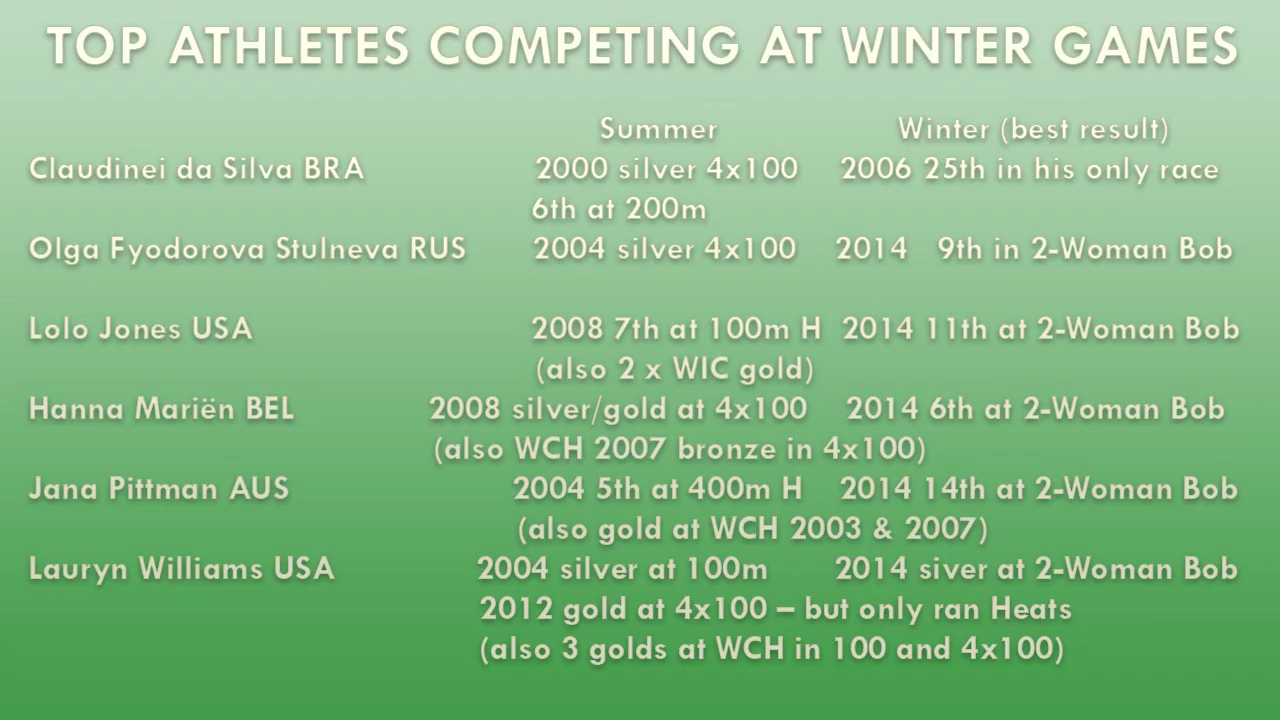 TOP ATHLETES COMPETING AT WINTER GAMES
Summer Winter (best result)
Claudinei da Silva BRA 2000 silver 4x100 2006 25th in his only race
6th at 200m
Olga Fyodorova Stulneva RUS 2004 silver 4x100 2014 9th in 2-Woman Bob
Lolo Jones USA 2008 7th at 100m H 2014 11th at 2-Woman Bob
(also 2 x WIC gold)
Hanna Mariën BEL 2008 silver/gold at 4x100 2014 6th at 2-Woman Bob
(also WCH 2007 bronze in 4x100)
Jana Pittman AUS 2004 5th at 400m H 2014 14th at 2-Woman Bob
(also gold at WCH 2003 & 2007)
Lauryn Williams USA 2004 silver at 100m 2014 siver at 2-Woman Bob
2012 gold at 4x100 – but only ran Heats
(also 3 golds at WCH in 100 and 4x100)